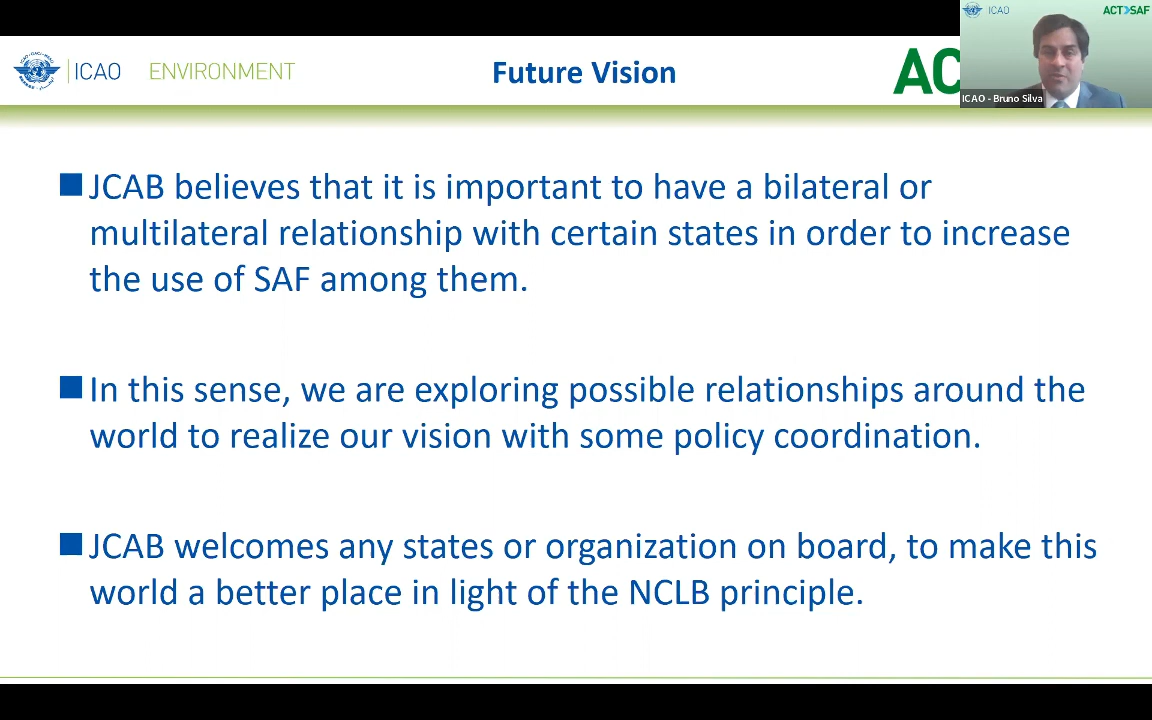 ICAO
ACT SAF
ICAO ENVIRONMENT
Future Vision
AC
ICAO - Bruno Silva
JCAB believes that it is important to have a bilateral or
multilateral relationship with certain states in order to increase
the use of SAF among them.
In this sense, we are exploring possible relationships around the
world to realize our vision with some policy coordination.
JCAB welcomes any states or organization on board, to make this
world a better place in light of the NCLB principle.